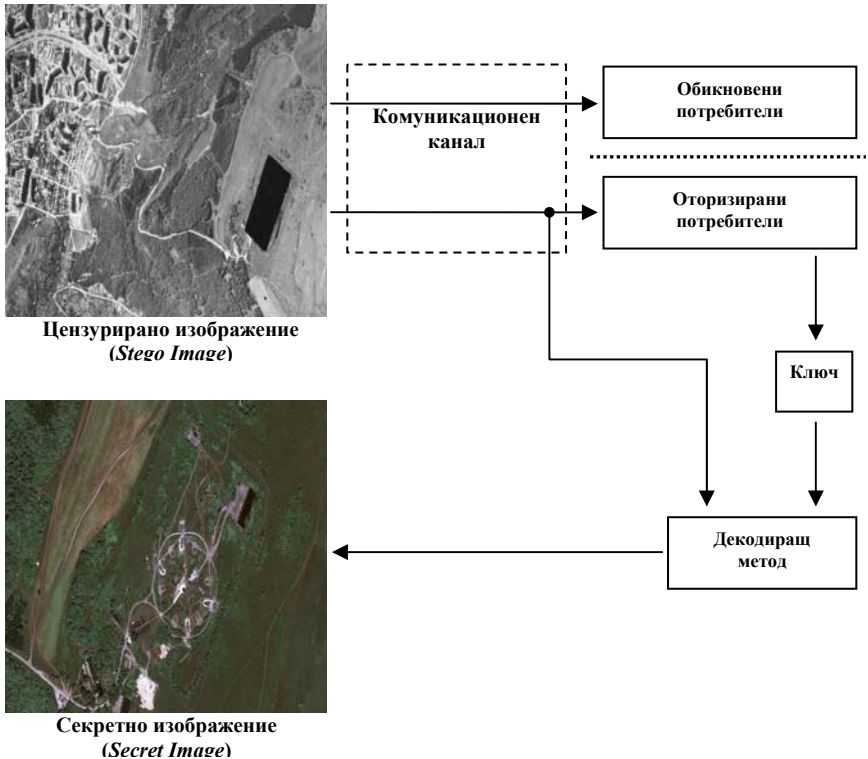 Обикновени
потребители
Комуникационен
канал
Оторизирани
потребители
Цензурирано изображение
(Stego Image)
Ключ
Декодиращ
метод
Секретно изображение
(Secret Image)